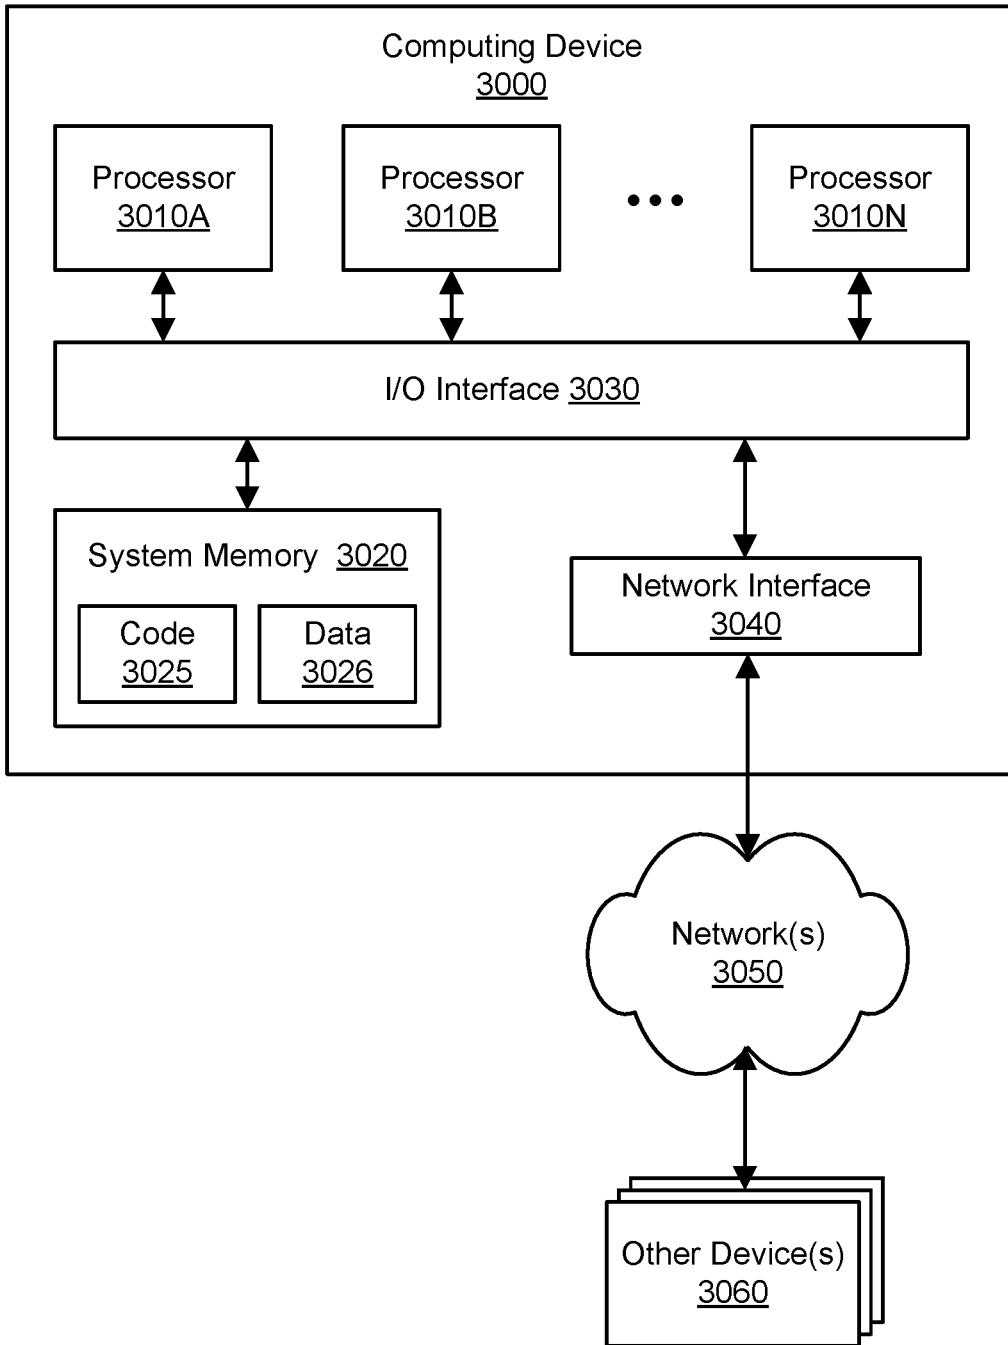 Computing Device
3000
Processor
3010A
Processor
3010B
Processor
3010N
I/O Interface 3030
System Memory 3020
Code
3025
Data
3026
Network Interface
3040
Network(s)
3050
Other Device(s)
3060